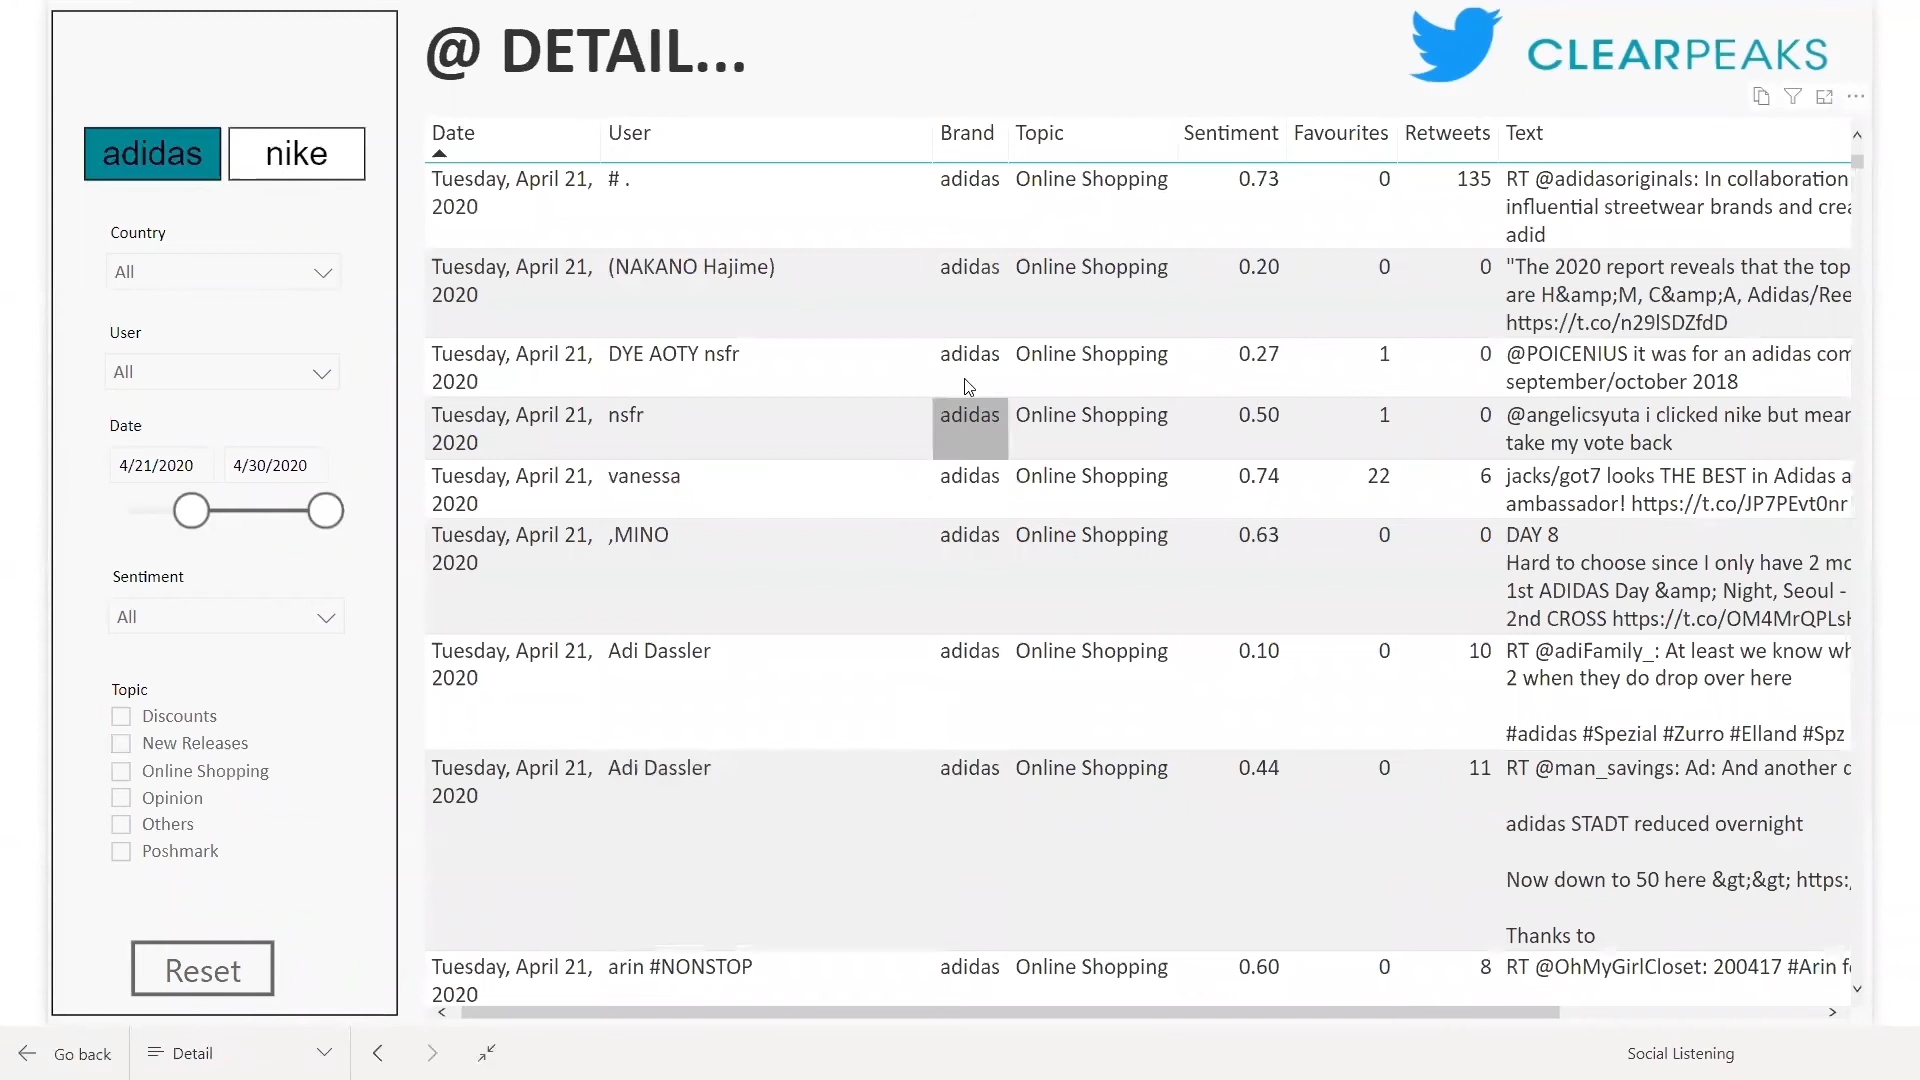 @ DETAIL...
CLEARPEAKS
adidas
nike
Country
All
User
All
Date
4/21/2020 4/30/2020
Sentiment
All
Topic
Discounts
New Releases
Online Shopping
Opinion
Others
Poshmark
Reset
Date User Brand Topic Sentiment Favourites Retweets Text
Tuesday, April 21, # . adidas Online Shopping 0.73 0 135 RT @adidasoriginals: In collaboration
2020 influential streetwear brands and crea
adid
Tuesday, April 21, (NAKANO Hajime) adidas Online Shopping 0.20 0 0 "The 2020 report reveals that the top
2020 are H&amp;M, C&amp;A, Adidas/Ree
https://t.co/n29lSDZfdD
Tuesday, April 21, DYE AOTY nsfr adidas Online Shopping 0.27 1 0 @POICENIUS it was for an adidas com
2020 september/october 2018
Tuesday, April 21, nsfr adidas Online Shopping 0.50 1 0 @angelicsyuta i clicked nike but mear
2020 take my vote back
Tuesday, April 21, vanessa adidas Online Shopping 0.74 22 6 jacks/got7 looks THE BEST in Adidas a
2020 ambassador! https://t.co/JP7PEvt0nr
Tuesday, April 21, ,MINO adidas Online Shopping 0.63 0 0 DAY 8
2020 Hard to choose since I only have 2 mo
1st ADIDAS Day &amp; Night, Seoul -
2nd CROSS https://t.co/OM4MrQPLsH
Tuesday, April 21, Adi Dassler adidas Online Shopping 0.10 0 10 RT @adiFamily_: At least we know wh
2020 2 when they do drop over here
#adidas #Spezial #Zurro #Elland #Spz
Tuesday, April 21, Adi Dassler adidas Online Shopping 0.44 0 11 RT @man_savings: Ad: And another c
2020
adidas STADT reduced overnight
Now down to 50 here &gt;&gt; https:/
Thanks to
Tuesday, April 21, arin #NONSTOP adidas Online Shopping 0.60 0 8 RT @OhMyGirlCloset: 200417 #Arin f
2020
Go back
Detail
Social Listening